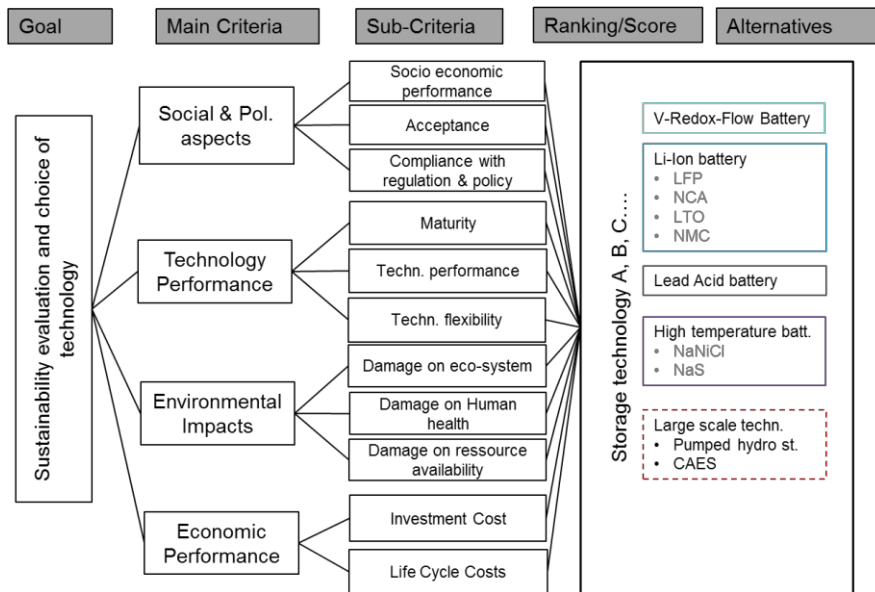 Goal
Main Criteria
Sub-Criteria
Ranking/Score
Alternatives
Sustainability evaluation and choice of
technology
Social & Pol.
aspects
Technology
Performance
Environmental
Impacts
Economic
Performance
Socio economic
performance
Acceptance
Compliance with
regulation & policy
Maturity
Techn. performance
Techn. flexibility
Damage on eco-system
Damage on Human
health
Damage on ressource
availability
Investment Cost
Life Cycle Costs
Storage technology A, B, C….
V-Redox-Flow Battery
Li-Ion battery
• LFP
• NCA
• LTO
• NMC
Lead Acid battery
High temperature batt.
• NaNiCl
• NaS
Large scale techn.
• Pumped hydro st.
• CAES